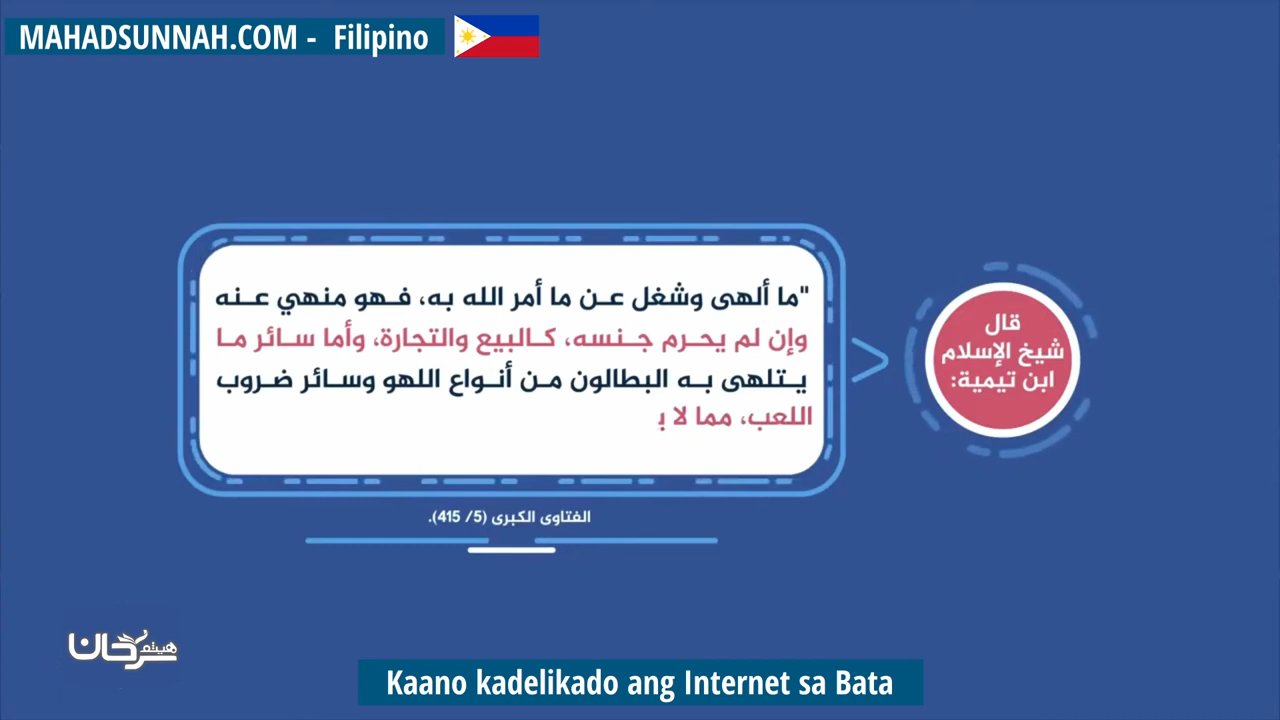 MAHADSUNNAH.COM - Filipino
قال
شيخ الإسلام
ابن تيمية:
"ما ألهى وشغل عن ما أمر الله به، فهو منهي عنه
وإن لم يحرم جنسه، كالبيع والتجارة، وأما سائر ما
يتلهى به البطالون من أنواع اللهو وسائر ضروب
اللعب، مما لا
الفتاوى الكبرى (5/ 415).
هيثم سرحان
Kaano kadelikado ang Internet sa Bata